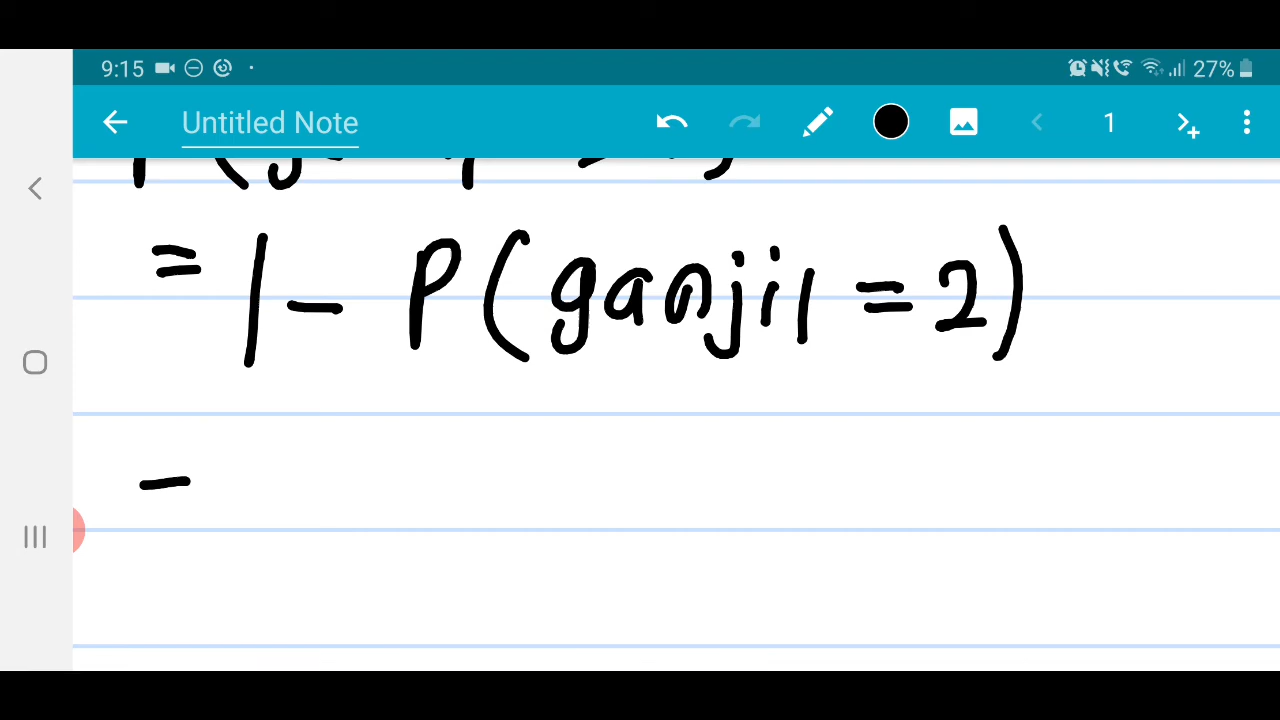 9:15 27%
Untitled Note 1
= 1 - P(ganjil = 2)
-